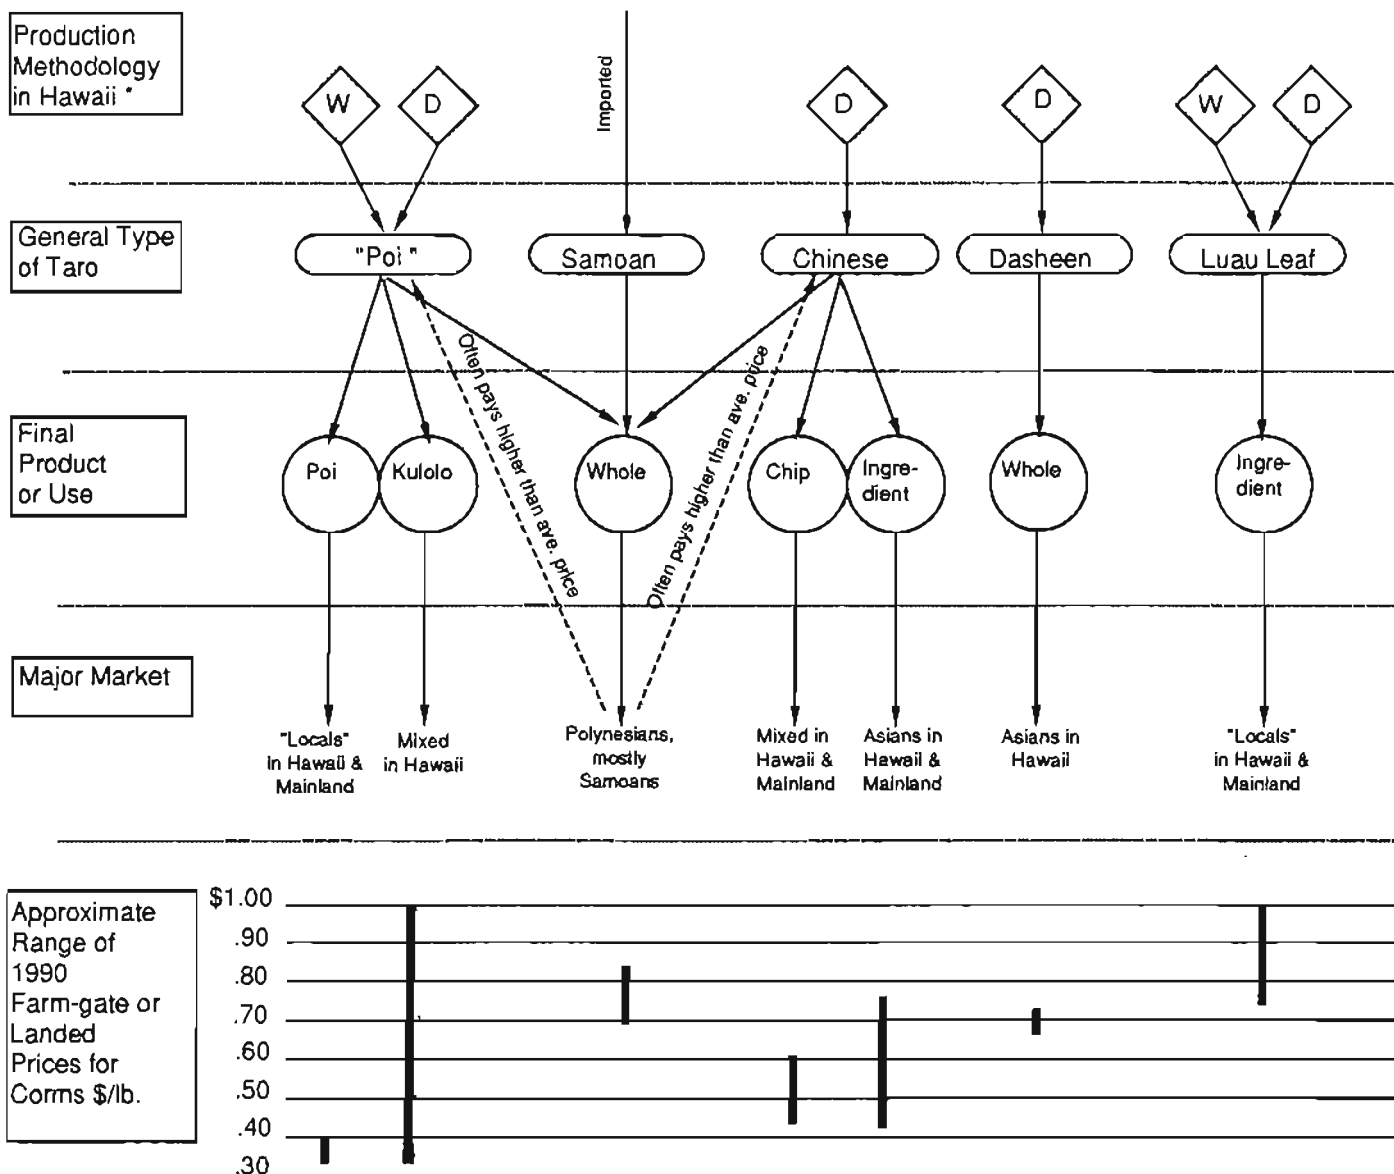 Production
Methodology
in Hawaii *
W
D
Imported
D
D
W
D
General Type
of Taro
"Poi "
Samoan
Chinese
Dasheen
Luau Leaf
Often pays higher than ave. price
Often pays higher than ave. price
Final
Product
or Use
Poi
Kulolo
Whole
Chip
Ingre-
dient
Whole
Ingre-
dient
Major Market
"Locals"
in Hawaii &
Mainland
Mixed
in Hawaii
Polynesians,
mostly
Samoans
Mixed in
Hawaii &
Mainland
Asians in
Hawaii &
Mainland
Asians in
Hawaii
"Locals"
in Hawaii &
Mainland
Approximate
Range of
1990
Farm-gate or
Landed
Prices for
Corms $/lb.
$1.00
.90
.80
.70
.60
.50
.40
.30